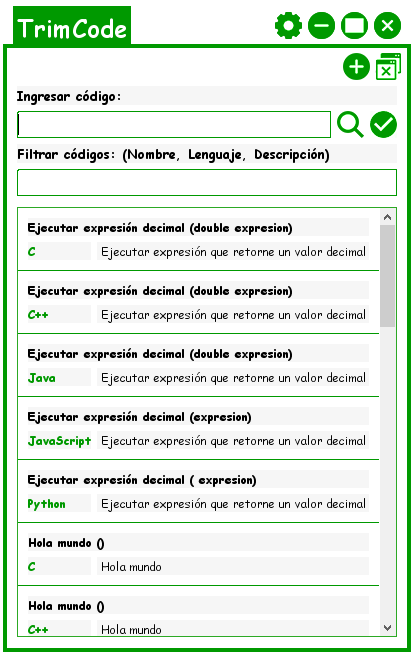 TrimCode
Ingresar código:
Filtrar códigos: (Nombre, Lenguaje, Descripción)
Ejecutar expresión decimal (double expresion)
C Ejecutar expresión que retorne un valor decimal
Ejecutar expresión decimal (double expresion)
C++ Ejecutar expresión que retorne un valor decimal
Ejecutar expresión decimal (double expresion)
Java Ejecutar expresión que retorne un valor decimal
Ejecutar expresión decimal (expresion)
JavaScript Ejecutar expresión que retorne un valor decimal
Ejecutar expresión decimal ( expresion)
Python Ejecutar expresión que retorne un valor decimal
Hola mundo ()
C Hola mundo
Hola mundo ()
C++ Hola mundo